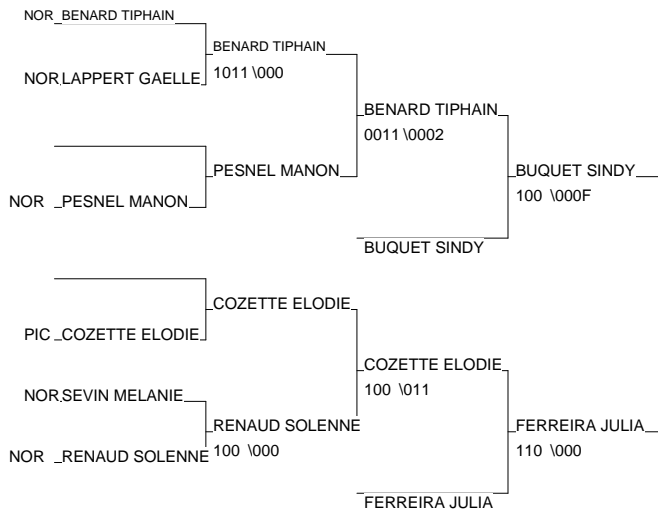 NOR BENARD TIPHAIN
BENARD TIPHAIN
1011 \000
NOR LAPPERT GAELLE
BENARD TIPHAIN
0011 \0002
PESNEL MANON
BUQUET SINDY
100 \000F
NOR PESNEL MANON
BUQUET SINDY
COZETTE ELODIE
PIC COZETTE ELODIE
COZETTE ELODIE
100 \011
NOR SEVIN MELANIE
RENAUD SOLENNE
100 \000
FERREIRA JULIA
110 \000
NOR RENAUD SOLENNE
FERREIRA JULIA